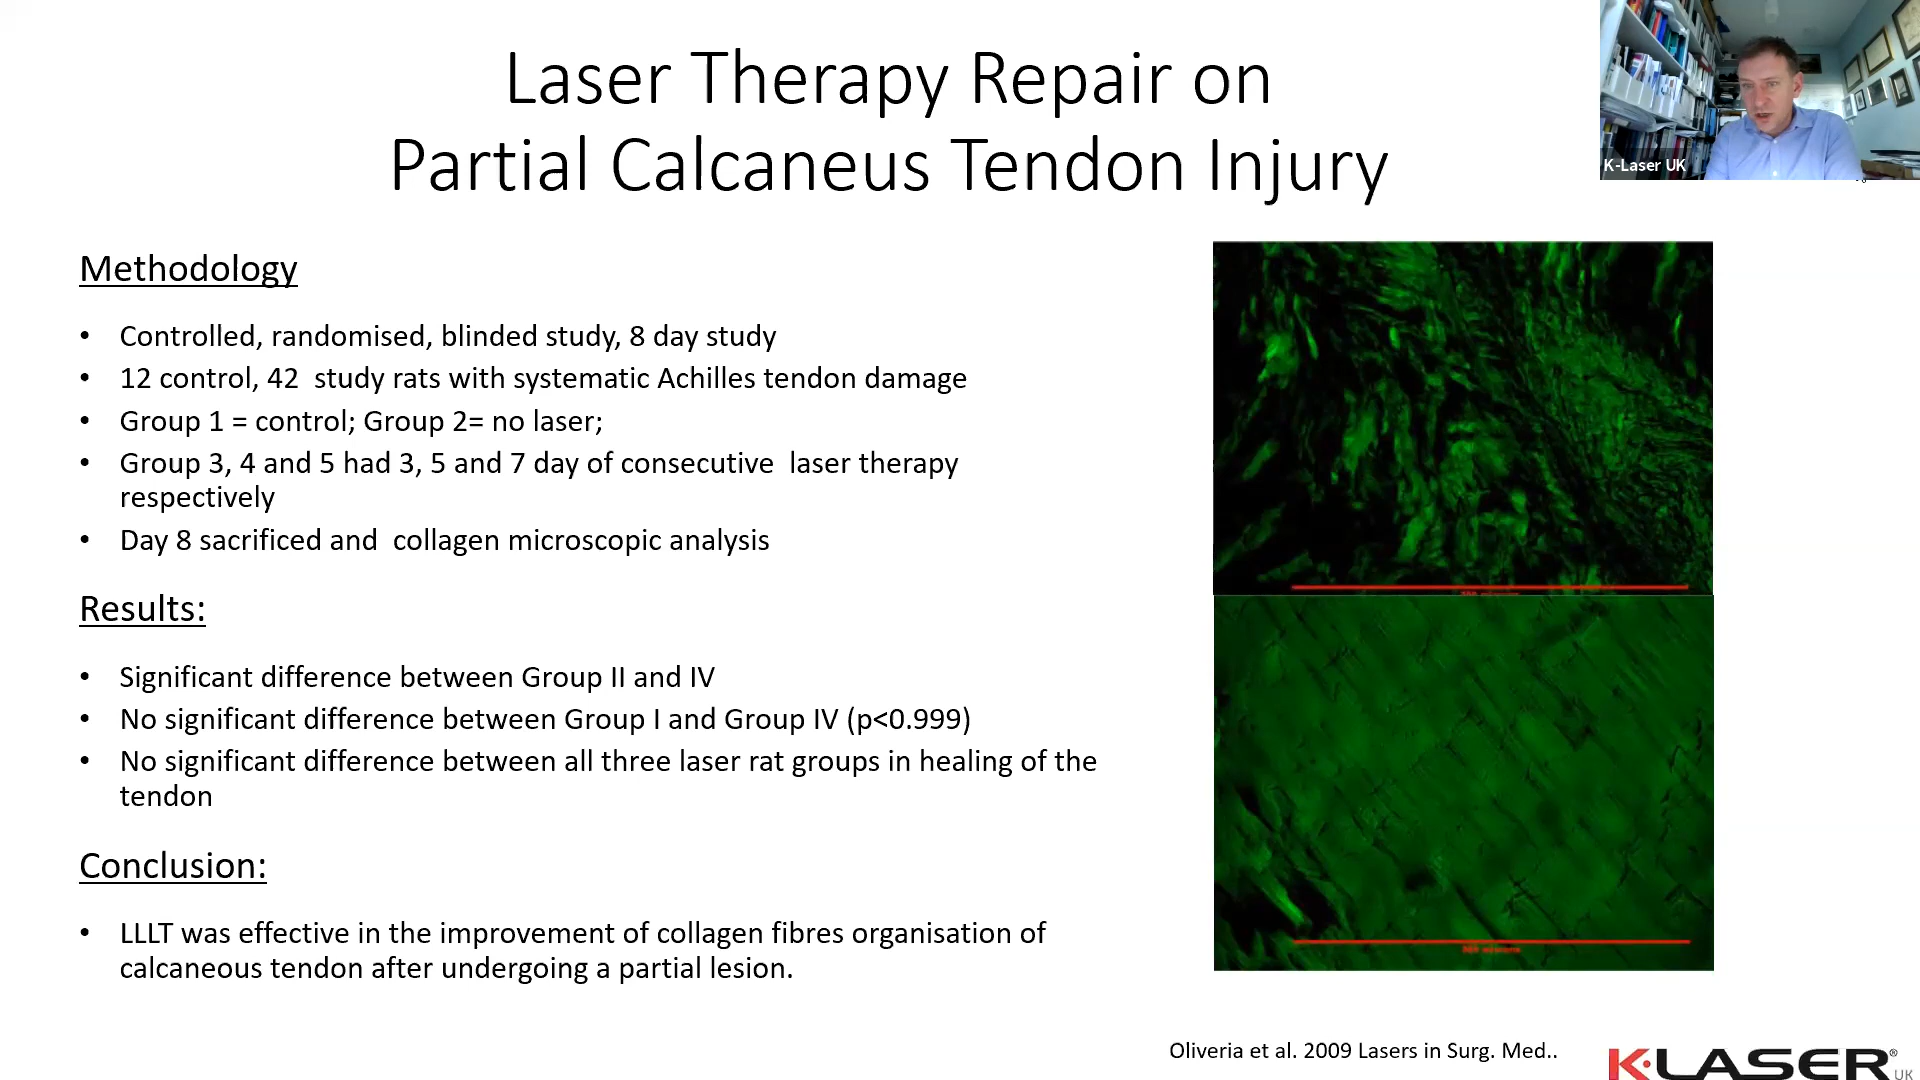 Laser Therapy Repair on
Partial Calcaneus Tendon Injury
K-Laser UK
Methodology
• Controlled, randomised, blinded study, 8 day study
• 12 control, 42 study rats with systematic Achilles tendon damage
• Group 1 = control; Group 2= no laser;
• Group 3, 4 and 5 had 3, 5 and 7 day of consecutive laser therapy
respectively
• Day 8 sacrificed and collagen microscopic analysis
Results:
• Significant difference between Group II and IV
• No significant difference between Group I and Group IV (p<0.999)
• No significant difference between all three laser rat groups in healing of the
tendon
Conclusion:
• LLLT was effective in the improvement of collagen fibres organisation of
calcaneous tendon after undergoing a partial lesion.
Oliveria et al. 2009 Lasers in Surg. Med..
K-LASER®
UK